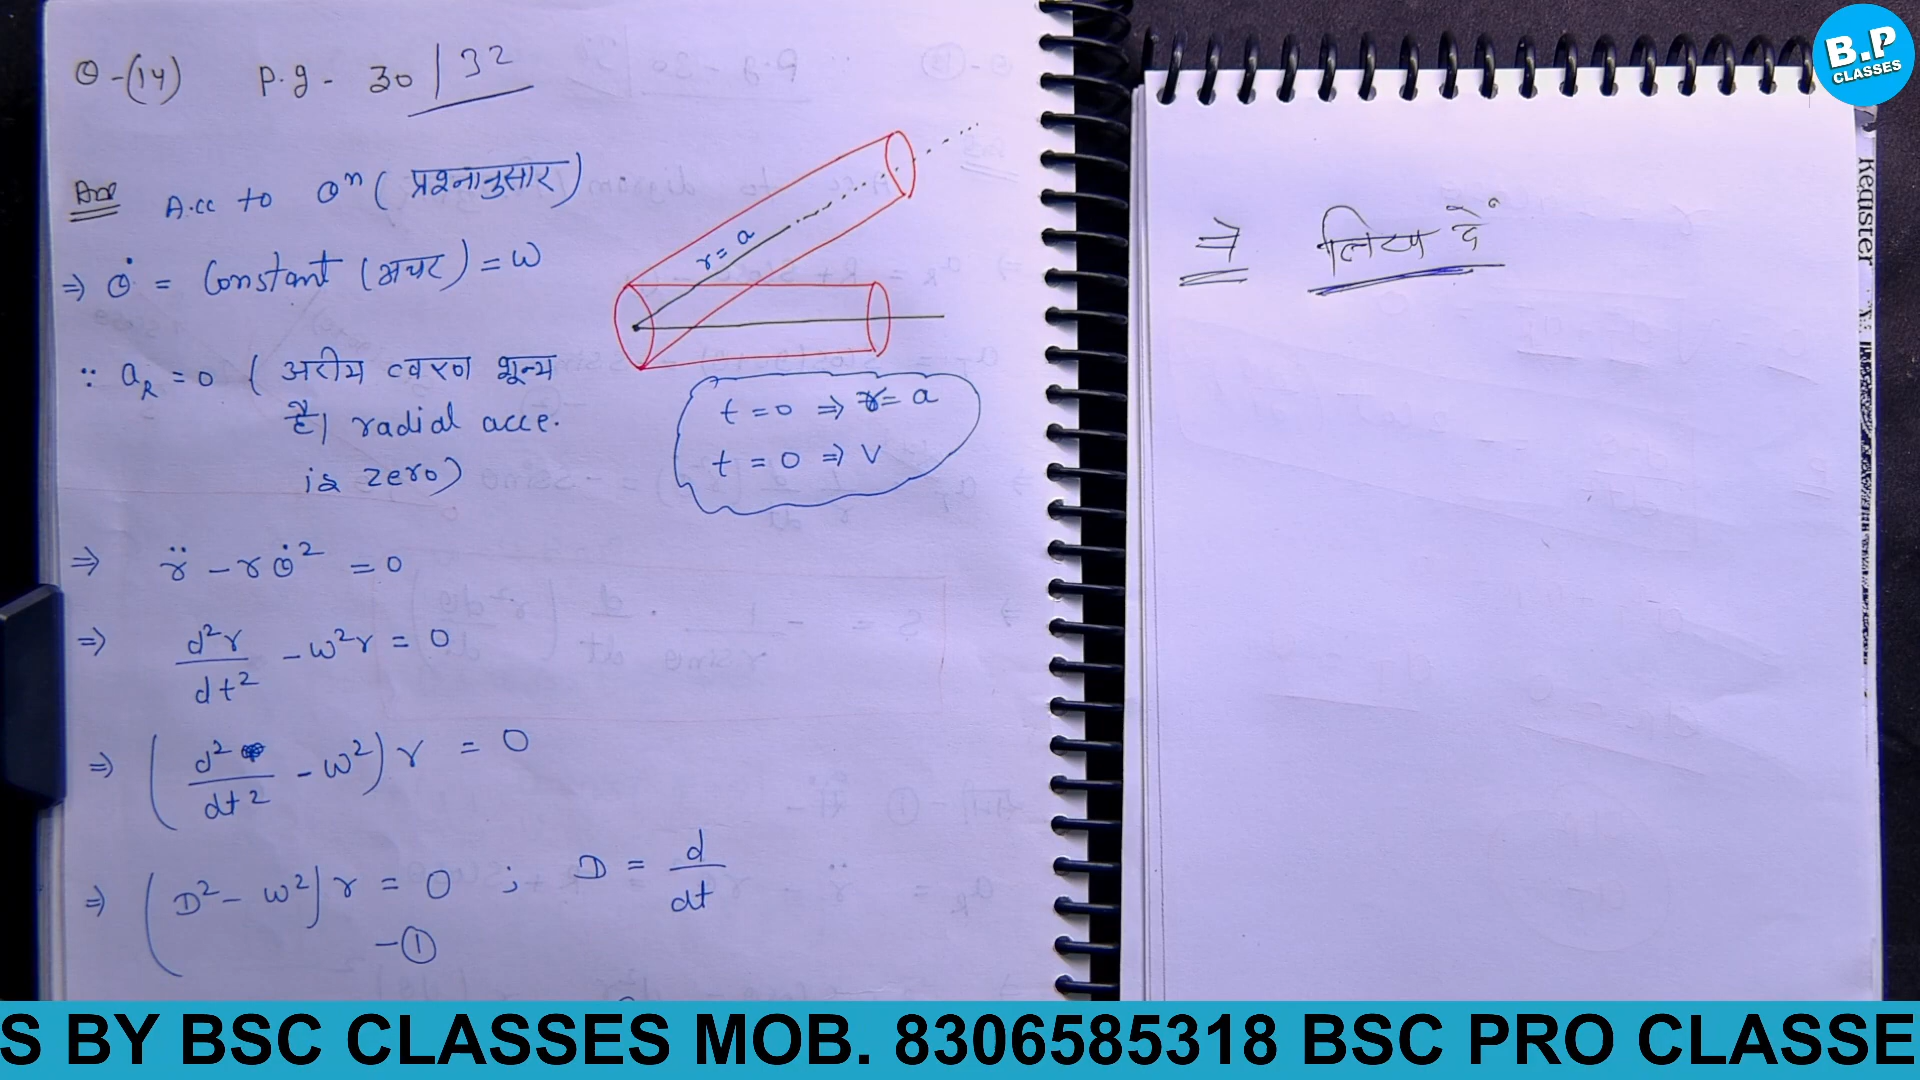 Q-(14) P.g- 30/32
Ans Acc to Qn (प्रश्नानुसार)
⇒ θ̇ = Constant (अचर) = ω
∵ aR = 0 ( अरीय त्वरण शून्य
है। radial acce.
is zero)
r = a
t = 0 ⇒ r = a
t = 0 ⇒ v
⇒ r̈ - rθ̇² = 0
⇒ d²r/dt² - ω²r = 0
⇒ (d²/dt² - ω²) r = 0
⇒ (D² - ω²) r = 0 ; D = d/dt
-①
⇒ दें
B.P
CLASSES
Register
S BY BSC CLASSES MOB. 8306585318 BSC PRO CLASSE